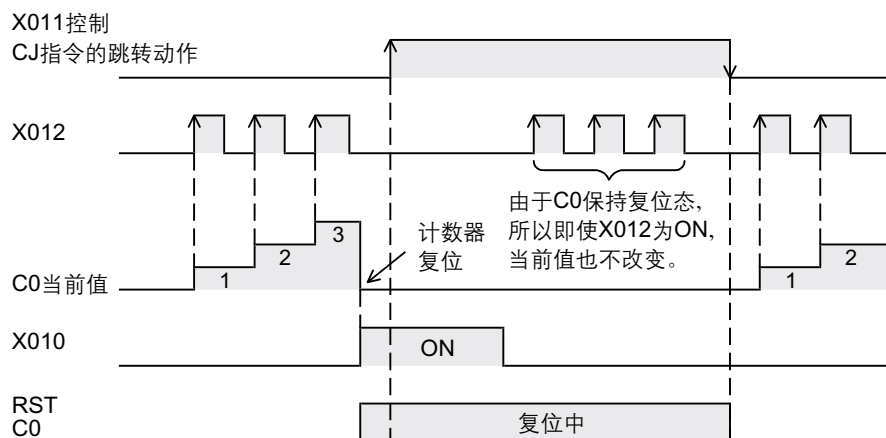 X011控制
CJ指令的跳转动作
X012
由于C0保持复位态,
所以即使X012为ON,
当前值也不改变。
计数器
复位
1
2
3
1
2
C0当前值
X010
ON
RST
C0
复位中